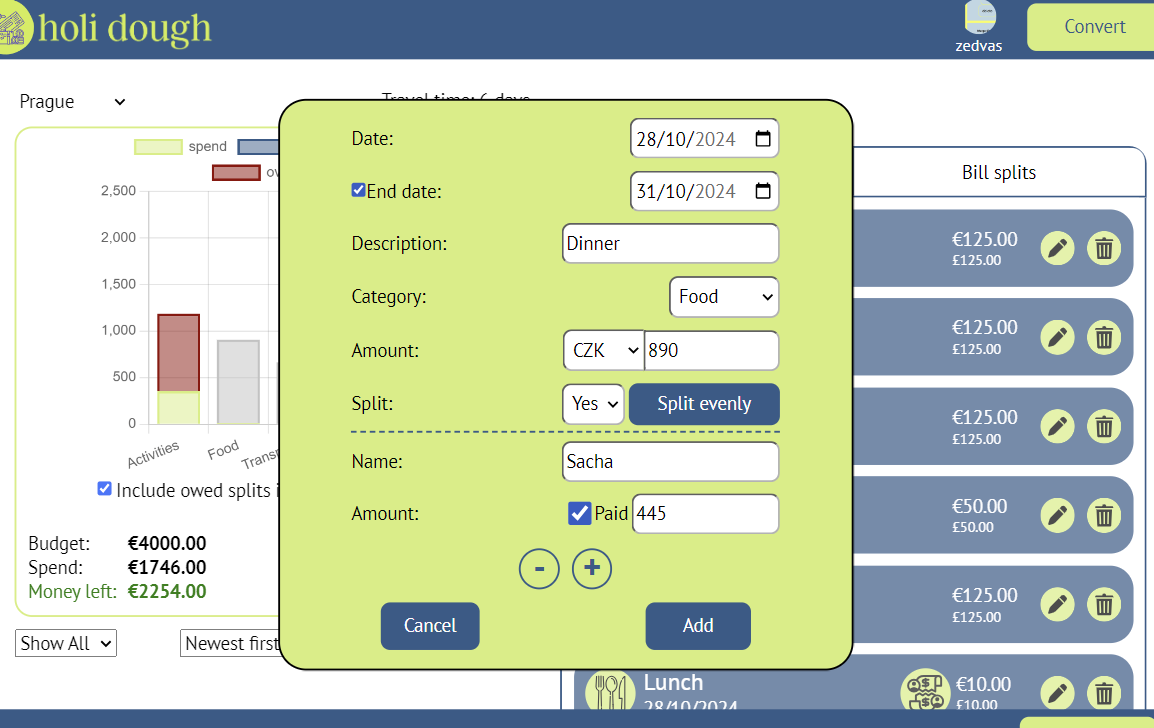 holi dough
zedvas
Convert
Prague
Travel time: 6 days
spend
2,500
2,000
1,500
1,000
500
0
Activities
Food
Include owed splits
Budget: €4000.00
Spend: €1746.00
Money left: €2254.00
Show All
Newest first
Date: 28/10/2024
End date: 31/10/2024
Description: Dinner
Category: Food
Amount: CZK 890
Split: Yes Split evenly
Name: Sacha
Amount: Paid 445
- +
Cancel Add
Bill splits
€125.00
£125.00
€125.00
£125.00
€125.00
£125.00
€50.00
£50.00
€125.00
£125.00
Lunch
28/10/2024
€10.00
£10.00